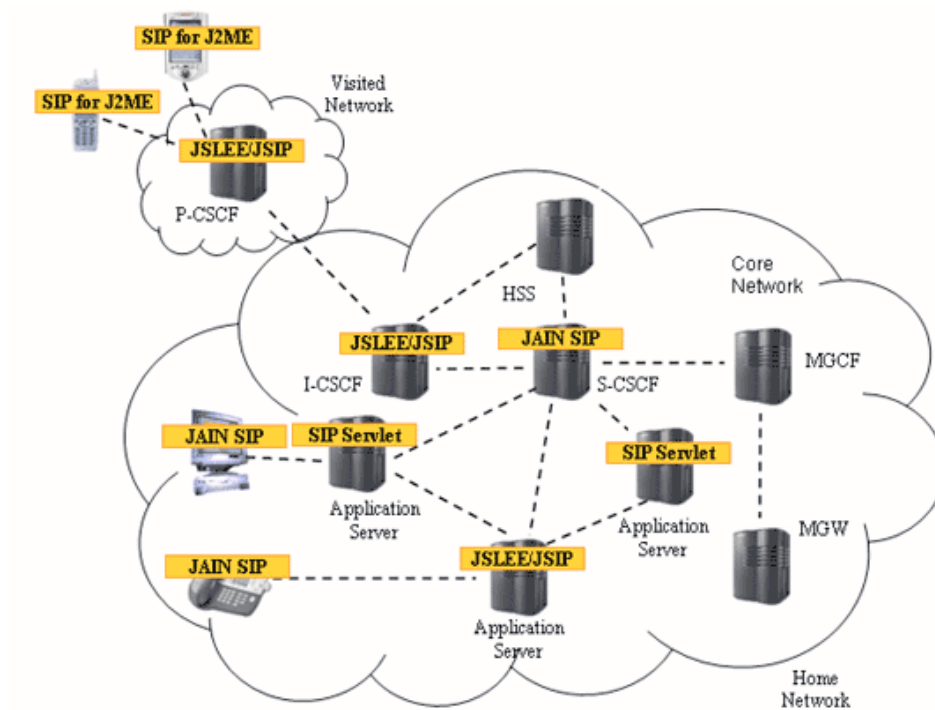 SIP for J2ME
SIP for J2ME
Visited
Network
JSLEE/JSIP
P-CSCF
HSS
Core
Network
JSLEE/JSIP
JAIN SIP
I-CSCF
S-CSCF
MGCF
JAIN SIP
SIP Servlet
SIP Servlet
Application
Server
Application
Server
MGW
JAIN SIP
JSLEE/JSIP
Application
Server
Home
Network